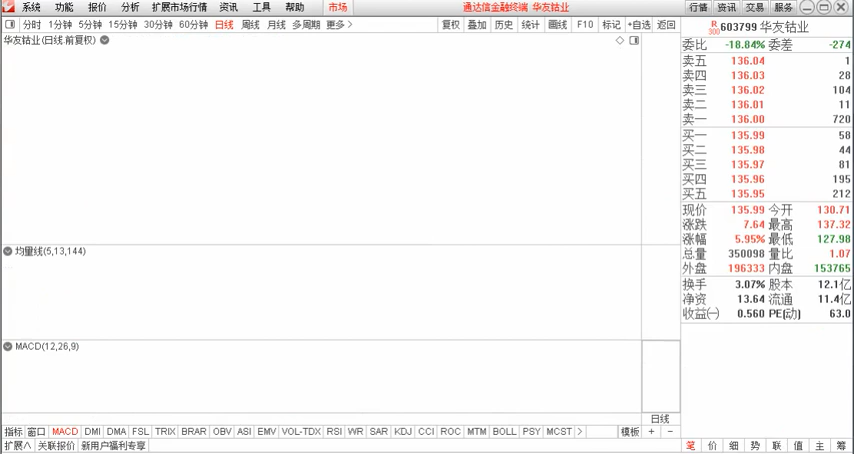 系统 功能 报价 分析 扩展市场行情 资讯 工具 帮助 市场 通达信金融终端 华友钴业 行情 资讯 交易 服务
分时 1分钟 5分钟 15分钟 30分钟 60分钟 日线 周线 月线 多周期 更多> 复权 叠加 历史 统计 画线 F10 标记 +自选 返回
R 300 603799 华友钴业
华友钴业(日线.前复权)
委比 -18.84% 委差 -274
卖五 136.04 1
卖四 136.03 28
卖三 136.02 104
卖二 136.01 11
卖一 136.00 720
买一 135.99 58
买二 135.98 44
买三 135.97 81
买四 135.96 195
买五 135.95 212
现价 135.99 今开 130.71
涨跌 7.64 最高 137.32
涨幅 5.95% 最低 127.98
总量 350098 量比 1.07
外盘 196333 内盘 153765
换手 3.07% 股本 12.1亿
净资 13.64 流通 11.4亿
收益(一) 0.560 PE(动) 63.0
均量线(5,13,144)
MACD(12,26,9)
日线
指标 窗口 MACD DMI DMA FSL TRIX BRAR OBV ASI EMV VOL-TDX RSI WR SAR KDJ CCI ROC MTM BOLL PSY MCST > 模板 + -
扩展∧ 关联报价 新用户福利专享 笔 价 细 势 联 值 主 筹